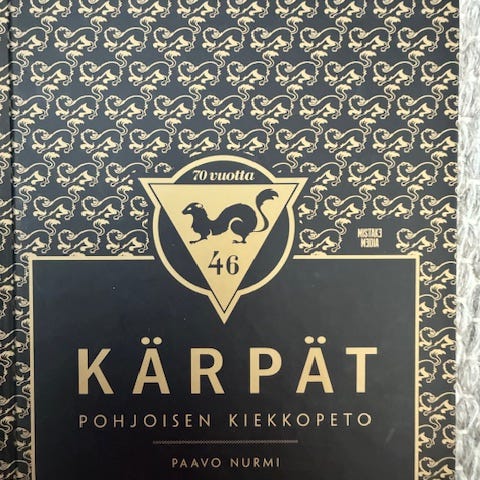 70 vuotta
46
MISTAKE
MEDIA
KÄRPÄT
POHJOISEN KIEKKOPETO
PAAVO NURMI